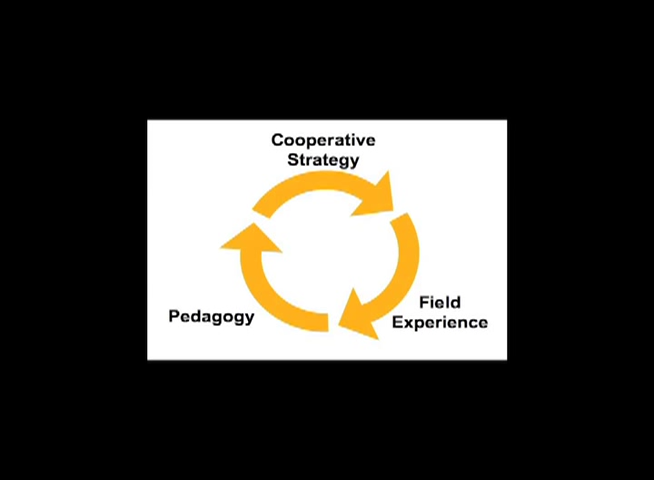 Cooperative
Strategy
Pedagogy
Field
Experience